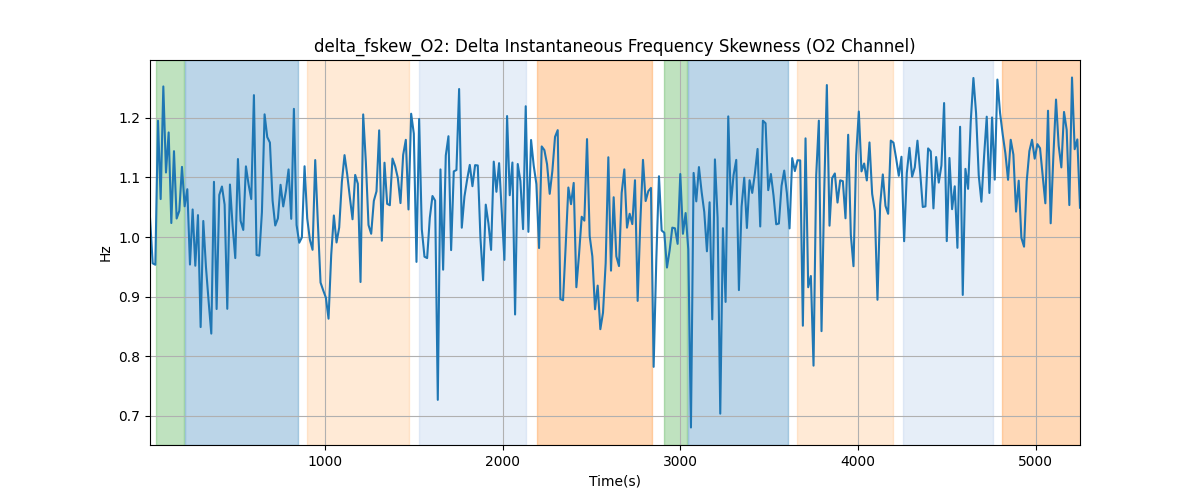 delta_fskew_O2: Delta Instantaneous Frequency Skewness (O2 Channel)
1.2
1.1
1.0
0.9
0.8
0.7
Hz
1000 2000 3000 4000 5000
Time(s)